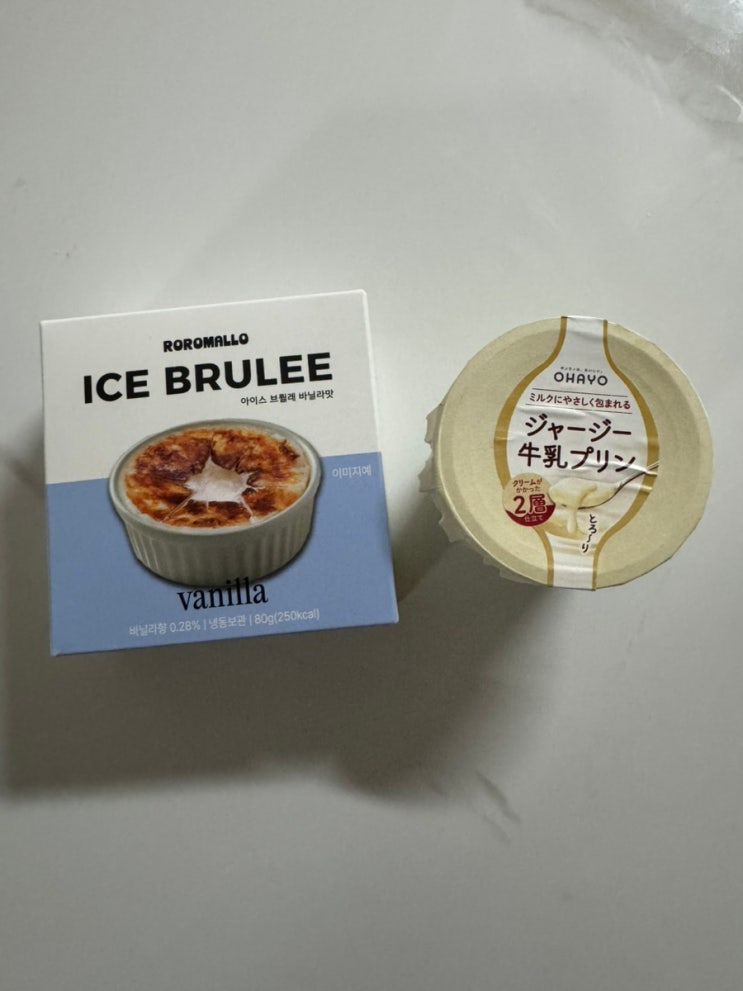 ROROMALLO
ICE BRULEE
아이스 브륄레 바닐라맛
이미지예
vanilla
바닐라향 0.28% | 냉동보관 | 80g(250kcal)
OHAYO
ミルクにやさしく包まれる
ジャージー
牛乳プリン
クリームが
かかった
2層
仕立て
とろ〜り